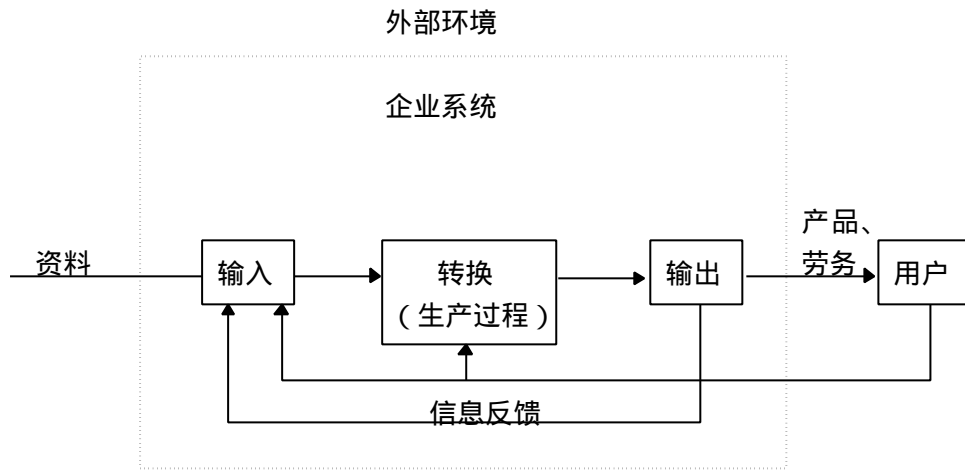 外部环境
企业系统
资料
输入
转换
（生产过程）
输出
产品、
劳务
用户
信息反馈